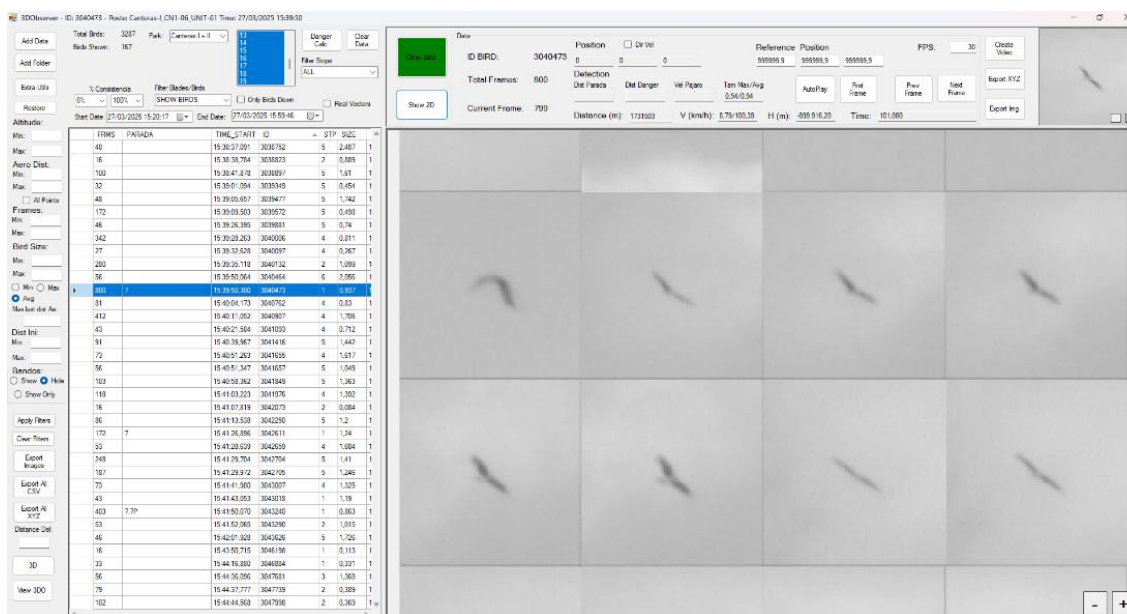 3DObserver - ID: 3040473 - Poste: Canteras-I_CN1-06_UNIT-61 Time: 27/03/2025 15:39:50
Add Data
Add Folder
Extra Utils
Restore
Total Birds: 3287 Park: Canteras I + II
Birds Shown: 167
13
14
15
16
17
18
19
Danger Calc
Clear Data
Filter Stope
ALL
% Consistencia
Filter Blades/Birds
0% 100% SHOW BIRDS Only Birds Down Real Vectors
Start Date 27/03/2025 15:20:17 End Date: 27/03/2025 15:59:46
Show 2D
Data
ID BIRD: 3040473
Total Frames: 800
Current Frame: 799
Position Dir Vel
0 0 0
Detection
Dist Parada Dist Danger Vel Pajaro Tam Max/Avg
0,94/0,94
Distance (m): 1731503 V (km/h): 0,79/100,39 H (m): -999,916,20 Time: 101,000
Reference Position
999999,9 999999,9 999999,9
FPS: 30
AutoPlay
First Frame
Prev Frame
Next Frame
Create Video
Export XYZ
Export Img
Altitude:
Min:
Max:
Aero Dist:
Min:
Max:
All Points
Frames:
Min:
Max:
Bird Size:
Min:
Max:
Min Max
Avg
Max last dist Ae:
Dist Ini:
Min:
Max:
Bandos:
Show Hide
Show Only
Apply Filters
Clear Filters
Export Images
Export All CSV
Export All XYZ
Distance Del:
3D
View 3DO
FRMS PARADA TIME_START ID STP SIZE
48 15:38:37,091 3038752 5 2,487 1
16 15:38:38,784 3038823 2 0,889 1
100 15:38:41,878 3038897 5 1,61 1
32 15:39:01,094 3039349 5 0,454 1
48 15:39:05,657 3039477 5 1,742 1
172 15:39:09,503 3039572 5 0,493 1
46 15:39:26,395 3039881 5 0,74 1
342 15:39:28,263 3040006 4 0,811 1
27 15:39:32,628 3040097 4 0,267 1
280 15:39:35,118 3040132 2 1,099 1
56 15:39:50,064 3040464 6 2,056 1
800 7 15:39:50,300 3040473 1 0,937 1
81 15:40:04,173 3040762 4 0,83 1
412 15:40:11,052 3040907 4 1,706 1
43 15:40:21,584 3041093 4 0,712 1
91 15:40:39,967 3041416 5 1,442 1
73 15:40:51,263 3041655 4 1,617 1
56 15:40:51,347 3041657 5 1,049 1
103 15:40:58,362 3041849 5 1,363 1
118 15:41:03,223 3041976 4 1,392 1
16 15:41:07,819 3042073 2 0,084 1
86 15:41:13,538 3042250 5 1,2 1
172 7 15:41:26,896 3042611 1 1,24 1
53 15:41:28,639 3042659 4 1,684 1
248 15:41:29,704 3042704 5 1,41 1
187 15:41:29,972 3042705 5 1,246 1
73 15:41:41,980 3043007 4 1,325 1
43 15:41:43,053 3043018 1 1,19 1
403 7.7P 15:41:50,070 3043240 1 0,863 1
53 15:41:52,065 3043290 2 1,015 1
46 15:42:01,928 3043626 5 1,726 1
16 15:43:50,715 3046198 1 0,113 1
33 15:44:16,880 3046884 1 0,331 1
56 15:44:36,096 3047681 3 1,368 1
79 15:44:37,777 3047739 2 0,389 1
102 15:44:44,568 3047998 2 0,369 1
- +